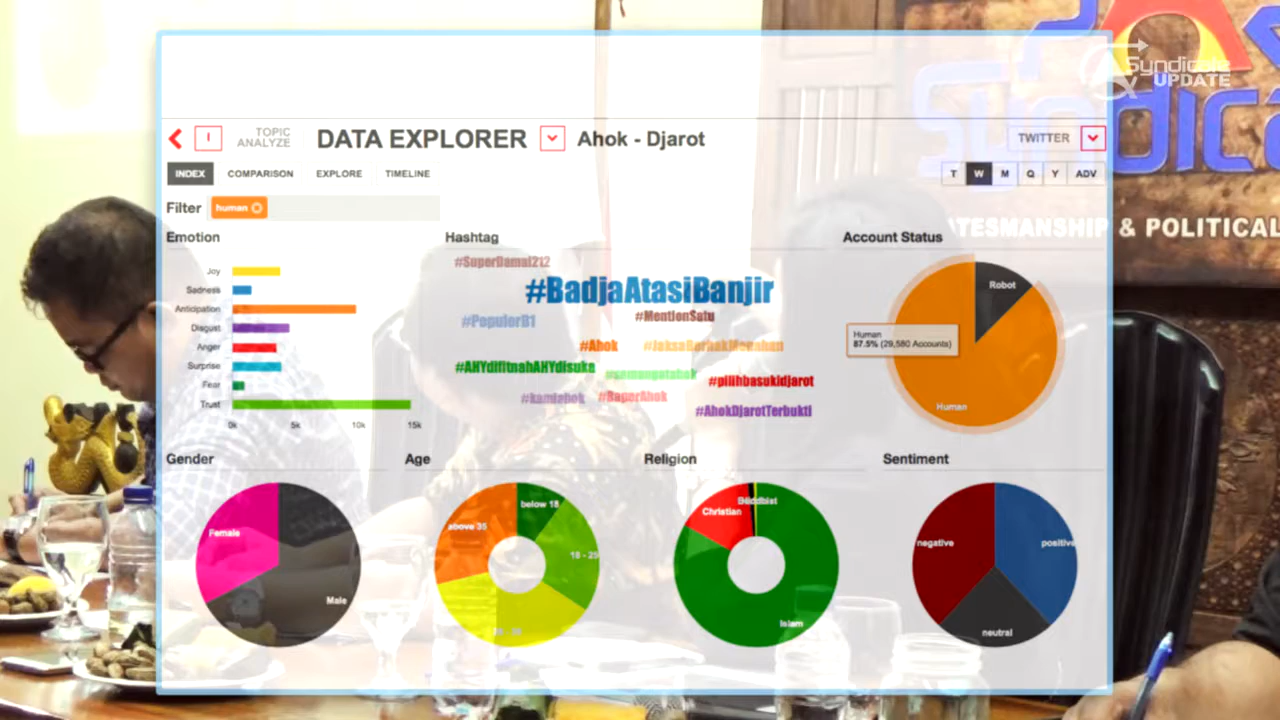 Syndicate
UPDATE
TOPIC
ANALYZE
DATA EXPLORER
Ahok - Djarot
TWITTER
INDEX
COMPARISON
EXPLORE
TIMELINE
T
W
M
Q
Y
ADV
Filter
human
& POLITICAL
Emotion
Joy
Sadness
Anticipation
Disgust
Anger
Surprise
Fear
Trust
0k
5k
10k
15k
Hashtag
#SuperDamai212
#BadjaAtasiBanjir
#PopulerB1
#MentionSatu
#Ahok
#AHYdifitnahAHYdisuka
#semangatahok
#pilihbasukidjarot
#kamiahok
#BaperAhok
#AhokDjarotTerbukti
Account Status
Robot
Human
87.5% (29,580 Accounts)
Human
Gender
Female
Male
Age
below 18
18 - 25
above 35
Religion
Buddhist
Christian
Islam
Sentiment
negative
positive
neutral